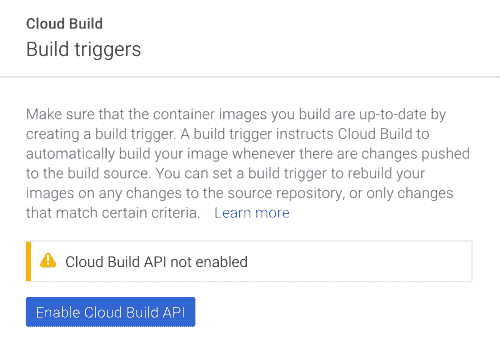 Cloud Build
Build triggers
Make sure that the container images you build are up-to-date by
creating a build trigger. A build trigger instructs Cloud Build to
automatically build your image whenever there are changes pushed
to the build source. You can set a build trigger to rebuild your
images on any changes to the source repository, or only changes
that match certain criteria. Learn more
Cloud Build API not enabled
Enable Cloud Build API